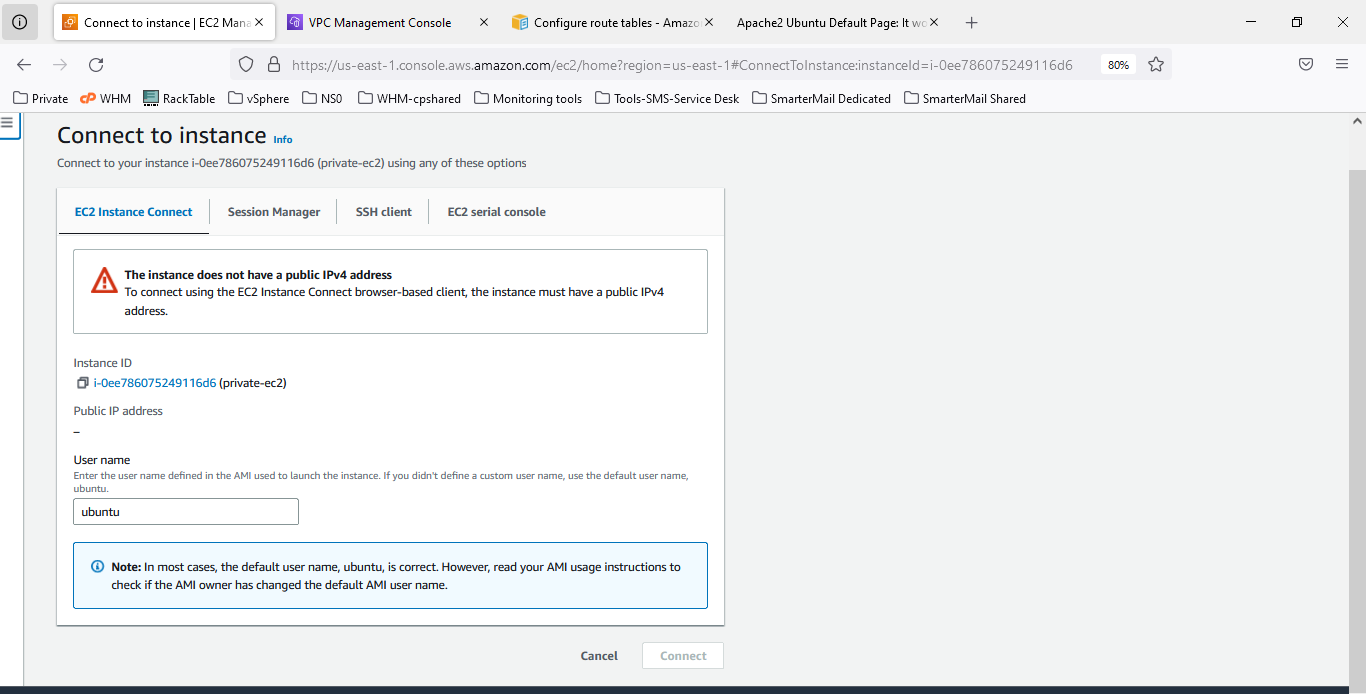 Connect to instance | EC2 Mana
VPC Management Console
Configure route tables - Amazo
Apache2 Ubuntu Default Page: It wo
https://us-east-1.console.aws.amazon.com/ec2/home?region=us-east-1#ConnectToInstance:instanceId=i-0ee786075249116d6
80%
Private
WHM
RackTable
vSphere
NS0
WHM-cpshared
Monitoring tools
Tools-SMS-Service Desk
SmarterMail Dedicated
SmarterMail Shared
Connect to instance Info
Connect to your instance i-0ee786075249116d6 (private-ec2) using any of these options
EC2 Instance Connect
Session Manager
SSH client
EC2 serial console
The instance does not have a public IPv4 address
To connect using the EC2 Instance Connect browser-based client, the instance must have a public IPv4
address.
Instance ID
i-0ee786075249116d6 (private-ec2)
Public IP address
–
User name
Enter the user name defined in the AMI used to launch the instance. If you didn't define a custom user name, use the default user name,
ubuntu.
ubuntu
Note: In most cases, the default user name, ubuntu, is correct. However, read your AMI usage instructions to
check if the AMI owner has changed the default AMI user name.
Cancel
Connect